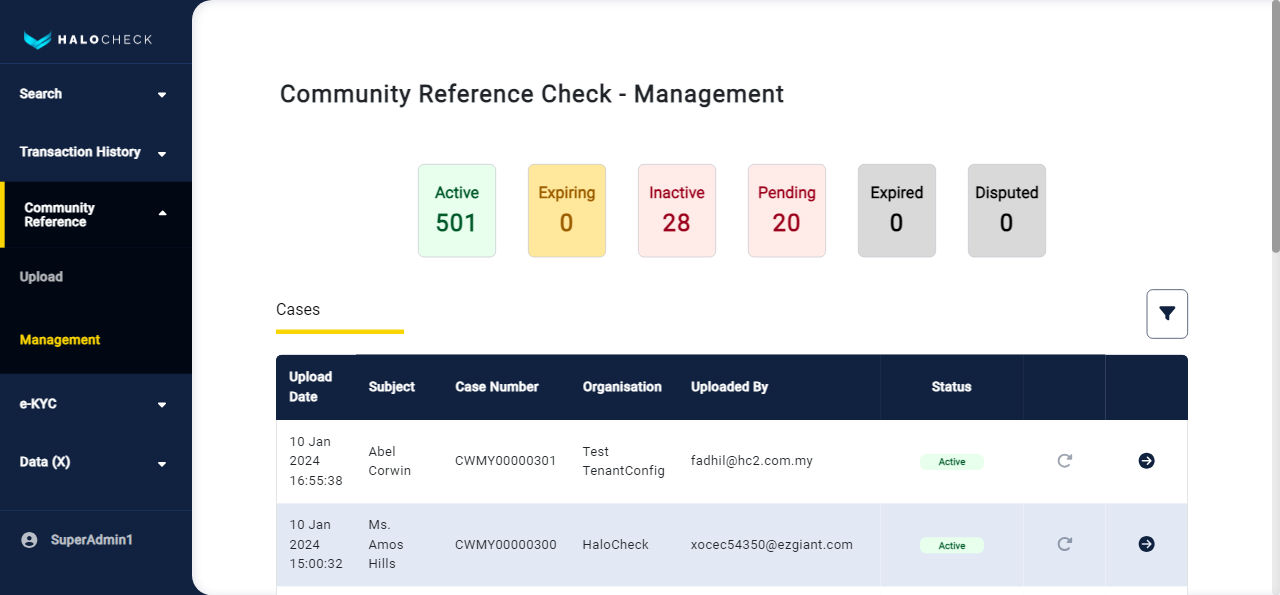 HALOCHECK
Search
Transaction History
Community
Reference
Upload
Management
e-KYC
Data (X)
SuperAdmin1
Community Reference Check - Management
Active
501
Expiring
0
Inactive
28
Pending
20
Expired
0
Disputed
0
Cases
Upload
Date
Subject
Case Number
Organisation
Uploaded By
Status
10 Jan
2024
16:55:38
Abel
Corwin
CWMY00000301
Test
TenantConfig
fadhil@hc2.com.my
Active
10 Jan
2024
15:00:32
Ms.
Amos
Hills
CWMY00000300
HaloCheck
xocec54350@ezgiant.com
Active